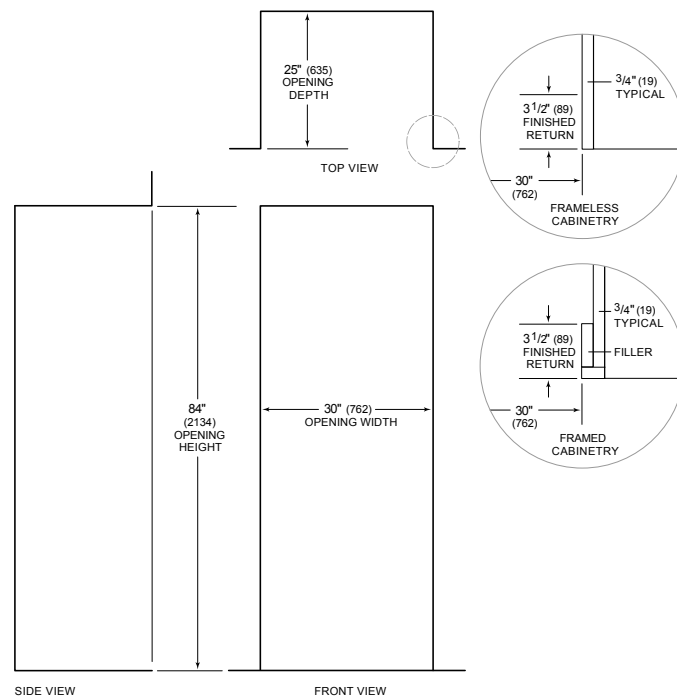 25" (635)
OPENING
DEPTH
TOP VIEW
3/4" (19)
TYPICAL
3 1/2" (89)
FINISHED
RETURN
30"
(762)
FRAMELESS
CABINETRY
3/4" (19)
TYPICAL
3 1/2" (89)
FINISHED
RETURN
FILLER
30"
(762)
FRAMED
CABINETRY
84"
(2134)
OPENING
HEIGHT
30" (762)
OPENING WIDTH
SIDE VIEW
FRONT VIEW